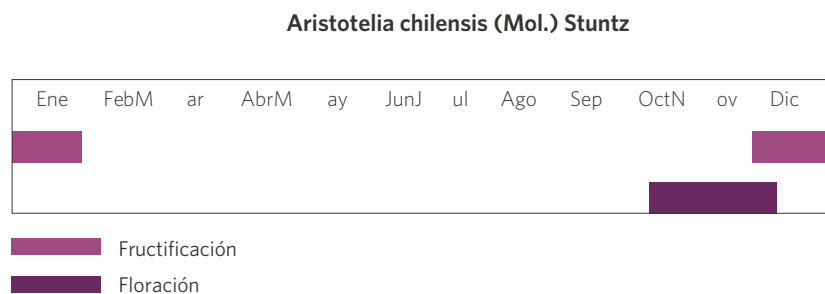 Aristotelia chilensis (Mol.) Stuntz
Ene FebM ar AbrM ay JunJ ul Ago Sep OctN ov Dic
Fructificación
Floración